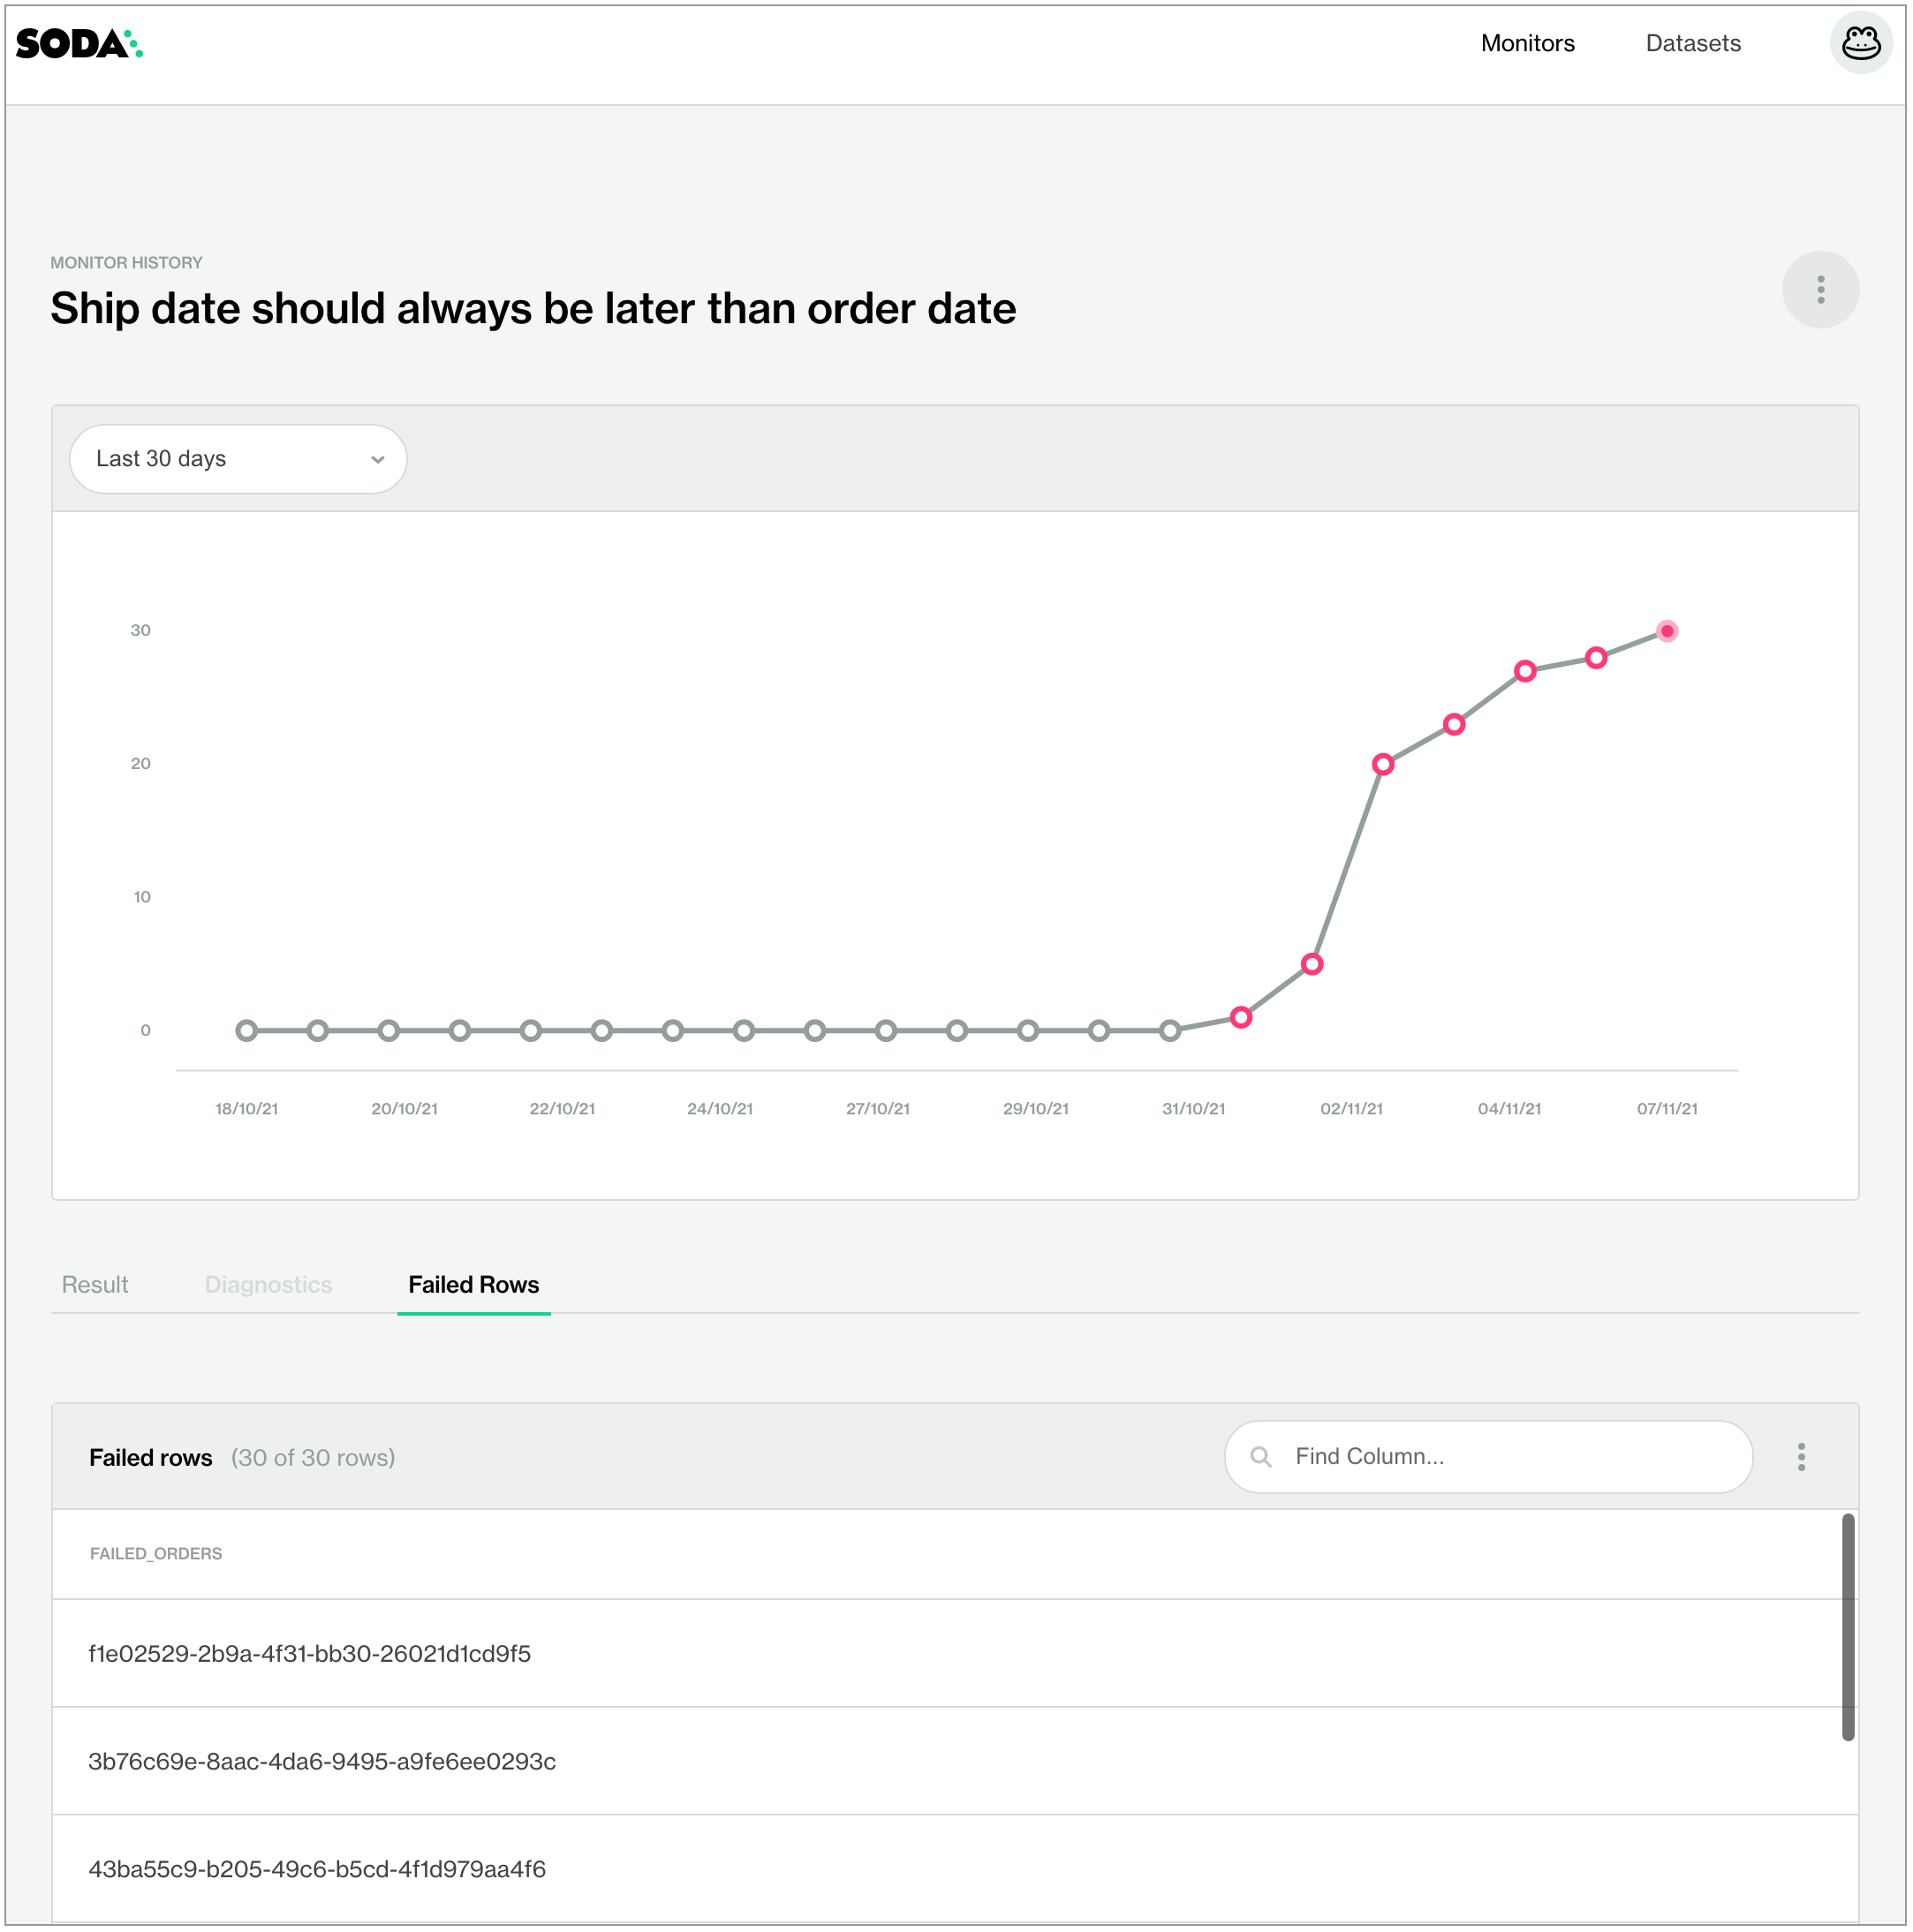 SODA
Monitors
Datasets
MONITOR HISTORY
Ship date should always be later than order date
Last 30 days
30
20
10
0
18/10/21 20/10/21 22/10/21 24/10/21 27/10/21 29/10/21 31/10/21 02/11/21 04/11/21 07/11/21
Result Diagnostics Failed Rows
Failed rows (30 of 30 rows)
Find Column...
FAILED_ORDERS
f1e02529-2b9a-4f31-bb30-26021d1cd9f5
3b76c69e-8aac-4da6-9495-a9fe6ee0293c
43ba55c9-b205-49c6-b5cd-4f1d979aa4f6